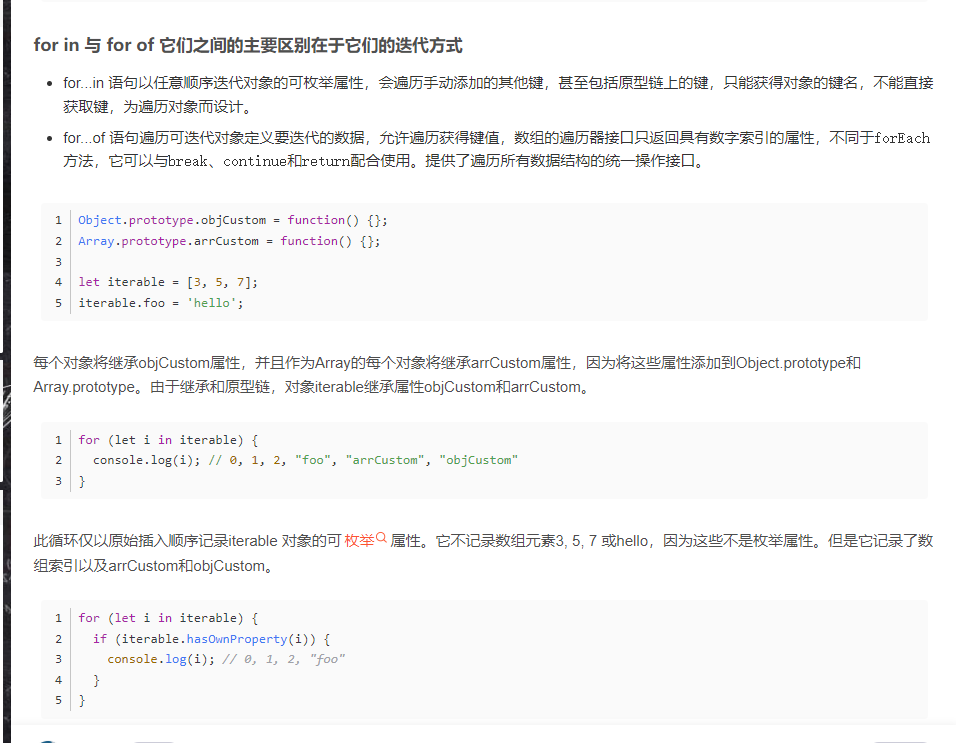 for in 与 for of 它们之间的主要区别在于它们的迭代方式
• for...in 语句以任意顺序迭代对象的可枚举属性，会遍历手动添加的其他键，甚至包括原型链上的键，只能获得对象的键名，不能直接
获取键，为遍历对象而设计。
• for...of 语句遍历可迭代对象定义要迭代的数据，允许遍历获得键值，数组的遍历器接口只返回具有数字索引的属性，不同于forEach
方法，它可以与break、continue和return配合使用。提供了遍历所有数据结构的统一操作接口。
1 Object.prototype.objCustom = function() {};
2 Array.prototype.arrCustom = function() {};
3
4 let iterable = [3, 5, 7];
5 iterable.foo = 'hello';
每个对象将继承objCustom属性，并且作为Array的每个对象将继承arrCustom属性，因为将这些属性添加到Object.prototype和
Array.prototype。由于继承和原型链，对象iterable继承属性objCustom和arrCustom。
1 for (let i in iterable) {
2   console.log(i); // 0, 1, 2, "foo", "arrCustom", "objCustom"
3 }
此循环仅以原始插入顺序记录iterable 对象的可枚举属性。它不记录数组元素3, 5, 7 或hello，因为这些不是枚举属性。但是它记录了数
组索引以及arrCustom和objCustom。
1 for (let i in iterable) {
2   if (iterable.hasOwnProperty(i)) {
3     console.log(i); // 0, 1, 2, "foo"
4   }
5 }